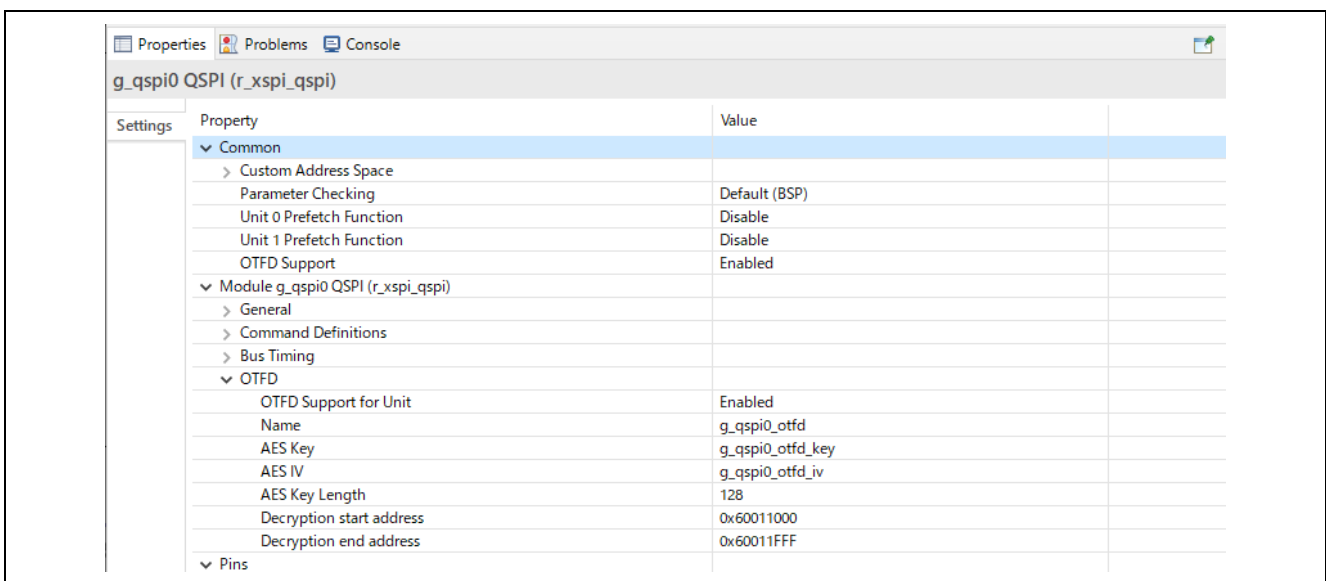 Properties Problems Console
g_qspi0 QSPI (r_xspi_qspi)
Settings Property Value
Common
Custom Address Space
Parameter Checking Default (BSP)
Unit 0 Prefetch Function Disable
Unit 1 Prefetch Function Disable
OTFD Support Enabled
Module g_qspi0 QSPI (r_xspi_qspi)
General
Command Definitions
Bus Timing
OTFD
OTFD Support for Unit Enabled
Name g_qspi0_otfd
AES Key g_qspi0_otfd_key
AES IV g_qspi0_otfd_iv
AES Key Length 128
Decryption start address 0x60011000
Decryption end address 0x60011FFF
Pins